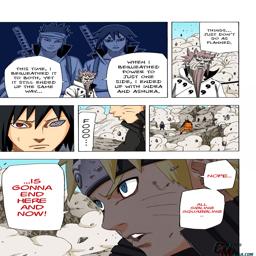 THINGS...
JUST DON'T
GO AS
PLANNED.
WHEN I
BEQUEATHED
POWER TO
JUST ONE
SIDE, I
ENDED UP
WITH INDRA
AND ASHURA.
THIS TIME, I
BEQUEATHED
IT TO BOTH, YET
IT STILL ENDED
UP THE SAME
WAY...
NOPE...
ALL
SIBLING
SQUABBLING
...IS
GONNA
END
HERE AND
NOW!